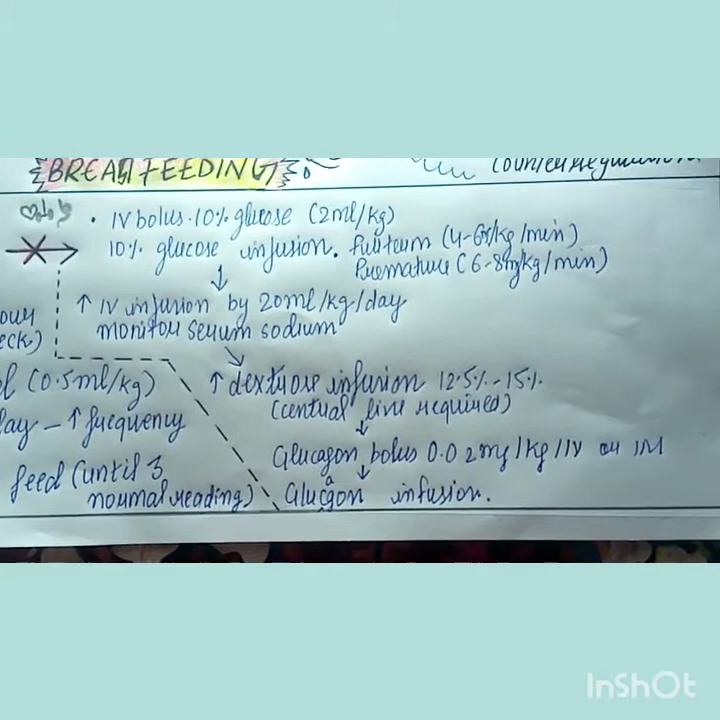 BREASTFEEDING
• IV bolus 10% glucose (2ml/kg)
10% glucose infusion. Fullterm (4-6g/kg/min)
Premature (6-8mg/kg/min)
↑ IV infusion by 20ml/kg/day
monitor serum sodium
↑ dextrose infusion 12.5%-15%
(central line required)
Glucagon bolus 0.02mg/kg/IV or IM
Glucagon infusion.
(0.5ml/kg)
- ↑ frequency
feed (until 3
normal reading)
InShOt